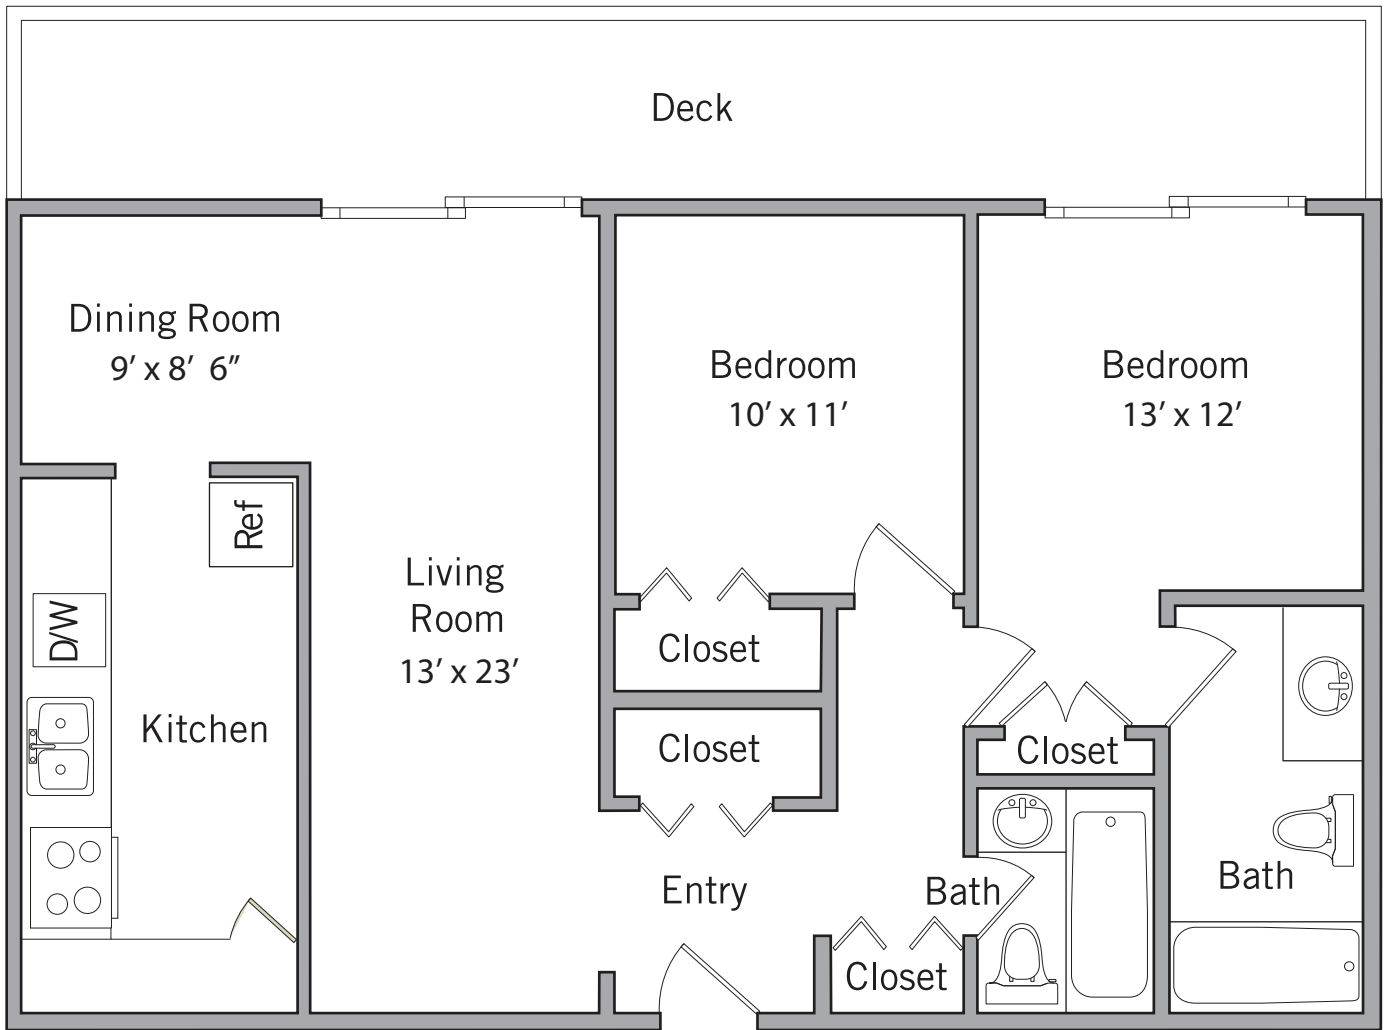 Deck
Dining Room
9’ x 8’ 6”
Bedroom
10’ x 11’
Bedroom
13’ x 12’
Ref
Living
Room
13’ x 23’
D/W
Kitchen
Closet
Closet
Closet
Entry
Bath
Bath
Closet